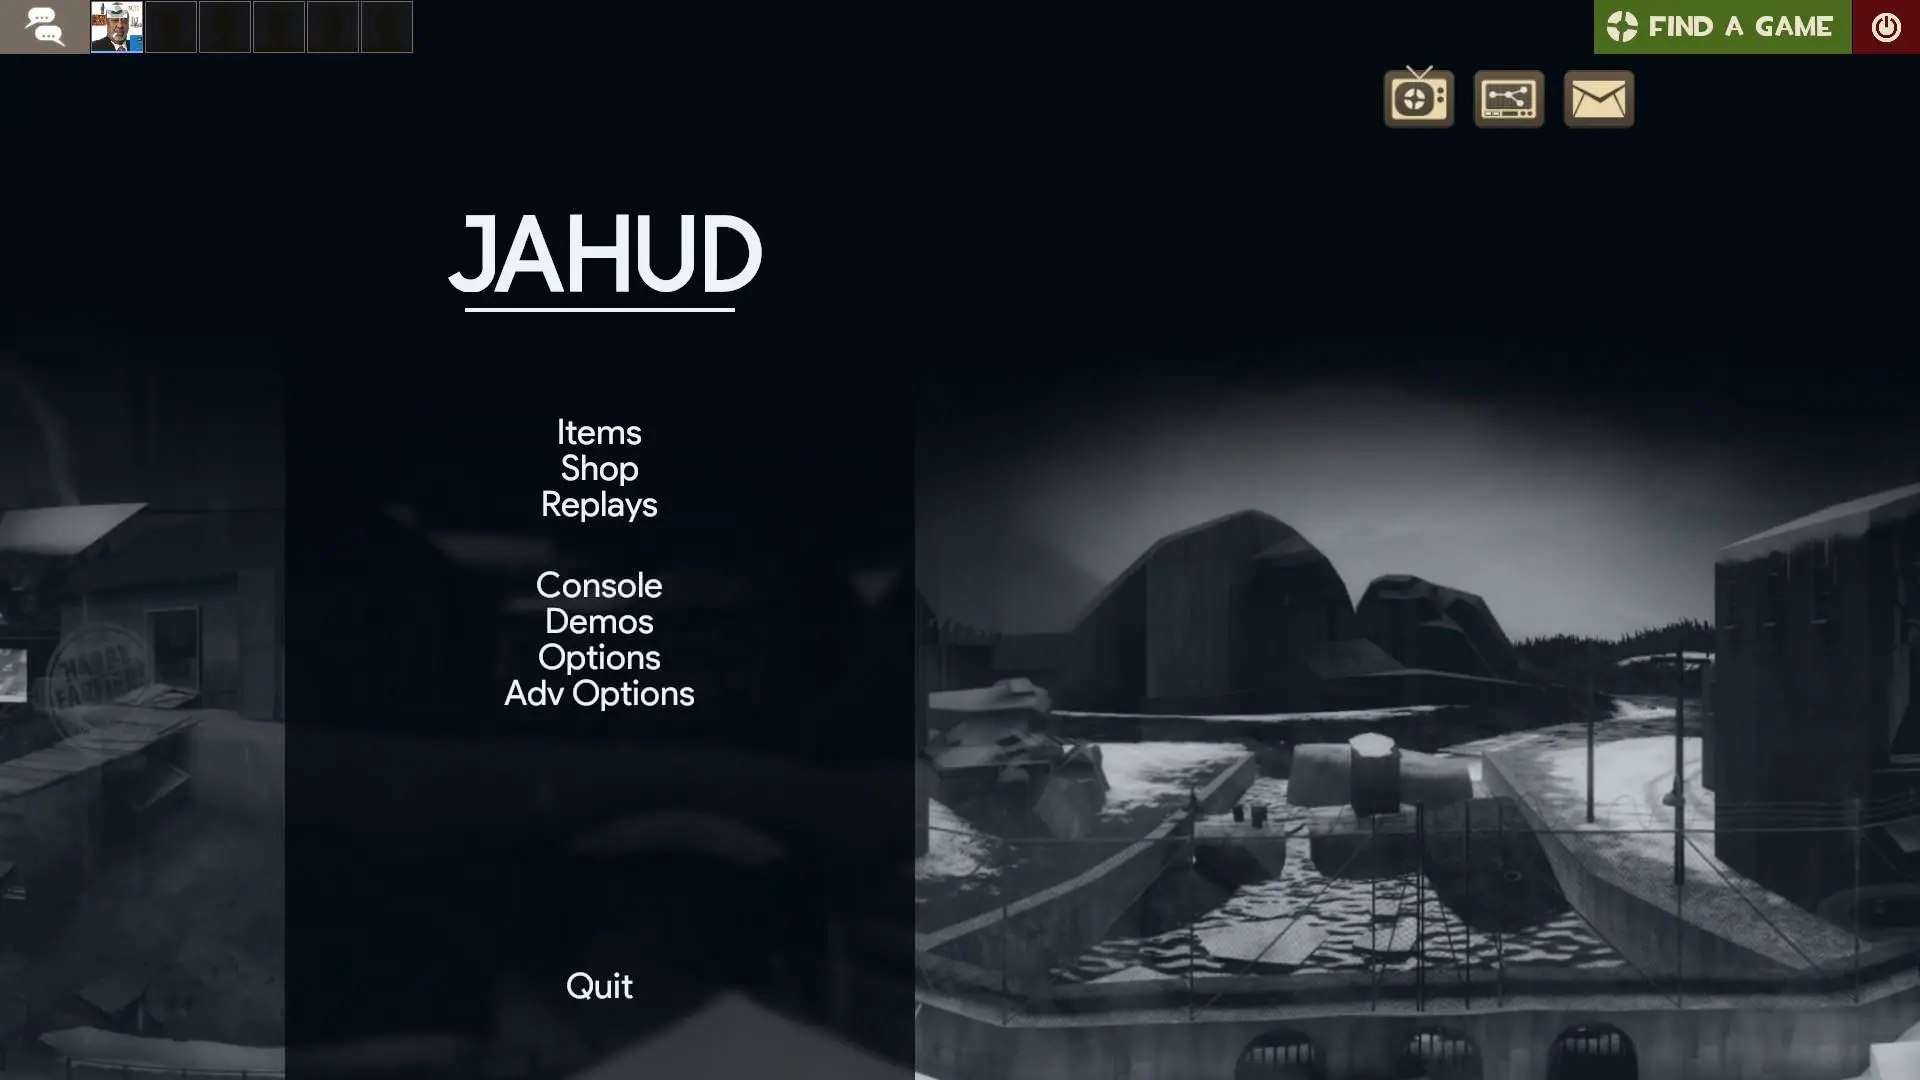 FIND A GAME
JAHUD
Items
Shop
Replays
Console
Demos
Options
Adv Options
Quit